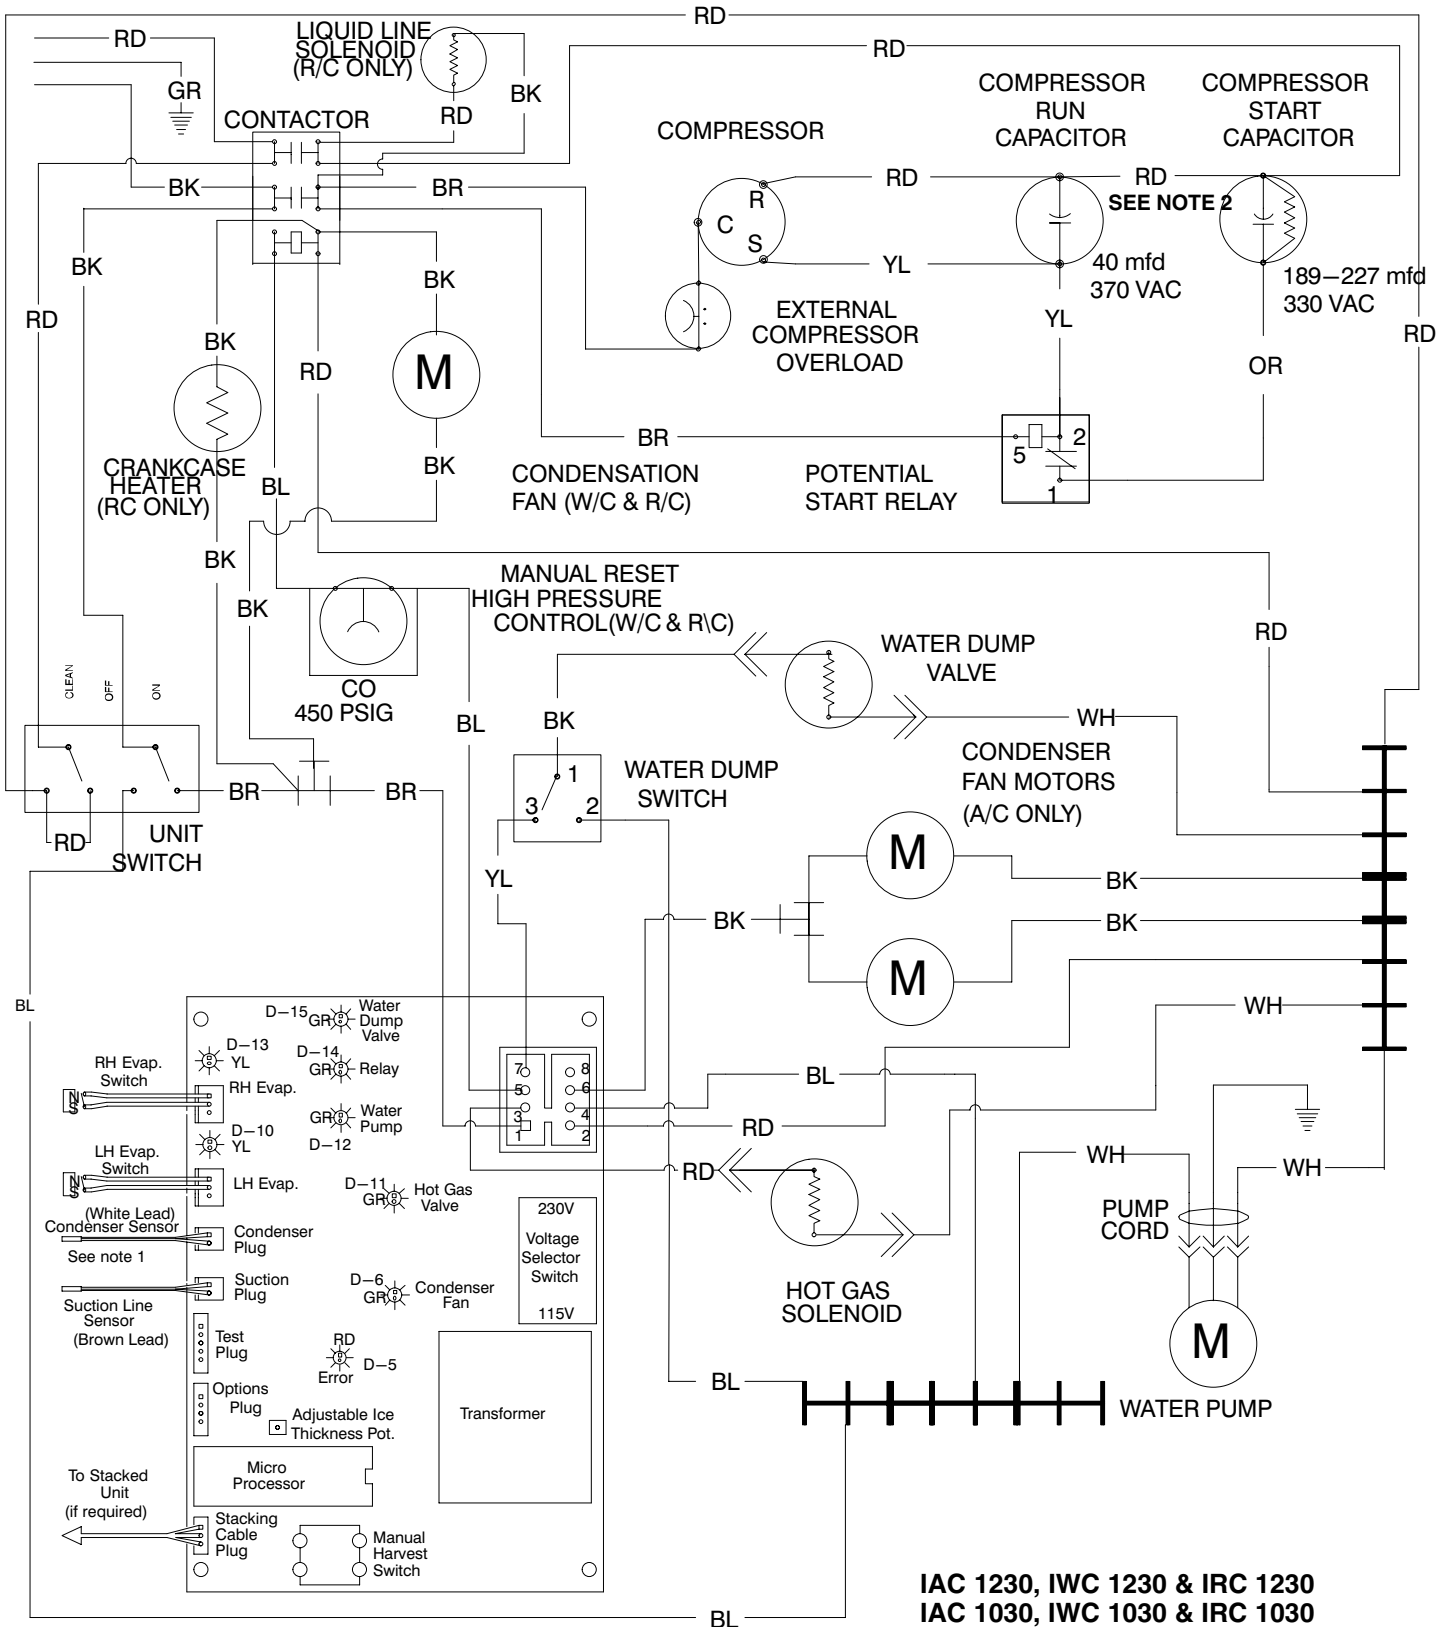 RD
RD
LIQUID LINE
SOLENOID
(R/C ONLY)
RD
GR
BK
RD
CONTACTOR
COMPRESSOR
COMPRESSOR
RUN
CAPACITOR
COMPRESSOR
START
CAPACITOR
BK
BR
R
C
S
RD
RD
SEE NOTE 2
YL
40 mfd
370 VAC
189–227 mfd
330 VAC
BK
BK
RD
BK
RD
M
EXTERNAL
COMPRESSOR
OVERLOAD
YL
OR
RD
CRANKCASE
HEATER
(RC ONLY)
BL
BK
BR
CONDENSATION
FAN (W/C & R/C)
POTENTIAL
START RELAY
5
2
1
BK
BK
MANUAL RESET
HIGH PRESSURE
CONTROL(W/C & R\C)
CO
450 PSIG
RD
WATER DUMP
VALVE
CLEAN
OFF
ON
BL
BK
WH
BR
BR
RD
UNIT
SWITCH
1
3
2
WATER DUMP
SWITCH
CONDENSER
FAN MOTORS
(A/C ONLY)
YL
M
BK
BK
BK
M
BL
D–15
GR
Water
Dump
Valve
WH
D–13
YL
D–14
GR
Relay
RH Evap.
Switch
N
S
RH Evap.
7
8
5
6
3
4
1
2
BL
GR
Water
Pump
D–12
D–10
YL
RD
LH Evap.
Switch
N
S
LH Evap.
D–11
GR
Hot Gas
Valve
RD
WH
WH
(White Lead)
Condenser Sensor
See note 1
Condenser
Plug
230V
Voltage
Selector
Switch
115V
PUMP
CORD
Suction
Plug
Suction Line
Sensor
(Brown Lead)
D–6
GR
Condenser
Fan
HOT GAS
SOLENOID
Test
Plug
RD
D–5
Error
M
WATER PUMP
Options
Plug
Adjustable Ice
Thickness Pot.
Transformer
BL
Micro
Processor
To Stacked
Unit
(if required)
Stacking
Cable
Plug
Manual
Harvest
Switch
BL
IAC 1230, IWC 1230 & IRC 1230
IAC 1030, IWC 1030 & IRC 1030